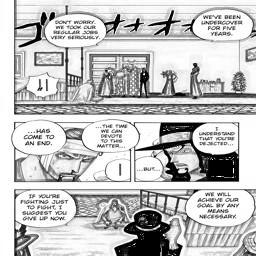 WE'VE BEEN
UNDERCOVER
FOR FIVE
YEARS.
DON'T WORRY.
WE TOOK OUR
REGULAR JOBS
VERY SERIOUSLY.
I
UNDERSTAND
THAT YOU'RE
DEJECTED...
...BUT...
...THE TIME
WE CAN
DEVOTE
TO THIS
MATTER...
...HAS
COME TO
AN END.
WE WILL
ACHIEVE OUR
GOAL BY ANY
MEANS
NECESSARY.
IF YOU'RE
FIGHTING JUST
TO FIGHT, I
SUGGEST YOU
GIVE UP NOW.